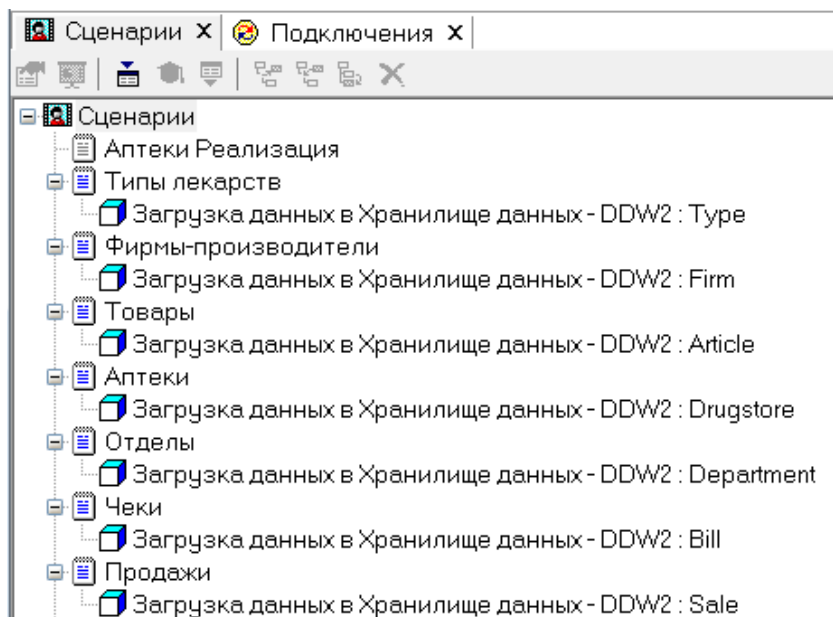 Сценарии X Подключения X
Сценарии
Аптеки Реализация
Типы лекарств
Загрузка данных в Хранилище данных - DDW2 : Type
Фирмы-производители
Загрузка данных в Хранилище данных - DDW2 : Firm
Товары
Загрузка данных в Хранилище данных - DDW2 : Article
Аптеки
Загрузка данных в Хранилище данных - DDW2 : Drugstore
Отделы
Загрузка данных в Хранилище данных - DDW2 : Department
Чеки
Загрузка данных в Хранилище данных - DDW2 : Bill
Продажи
Загрузка данных в Хранилище данных - DDW2 : Sale